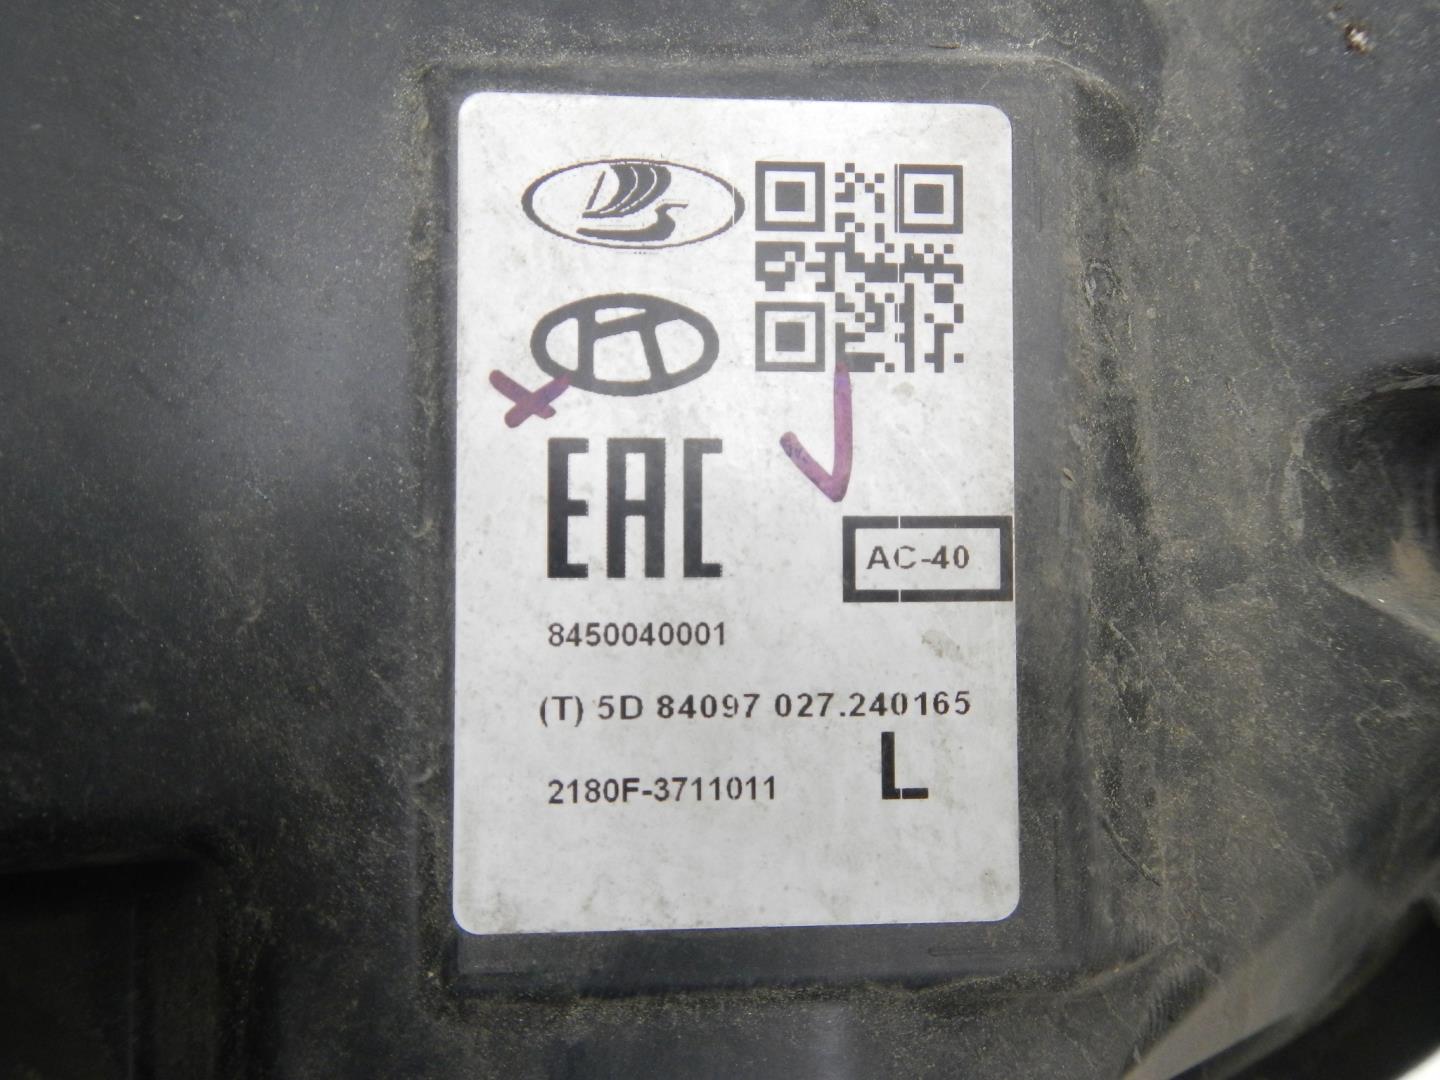 EAC
AC-40
8450040001
(T) 5D 84097 027.240165
2180F-3711011 L